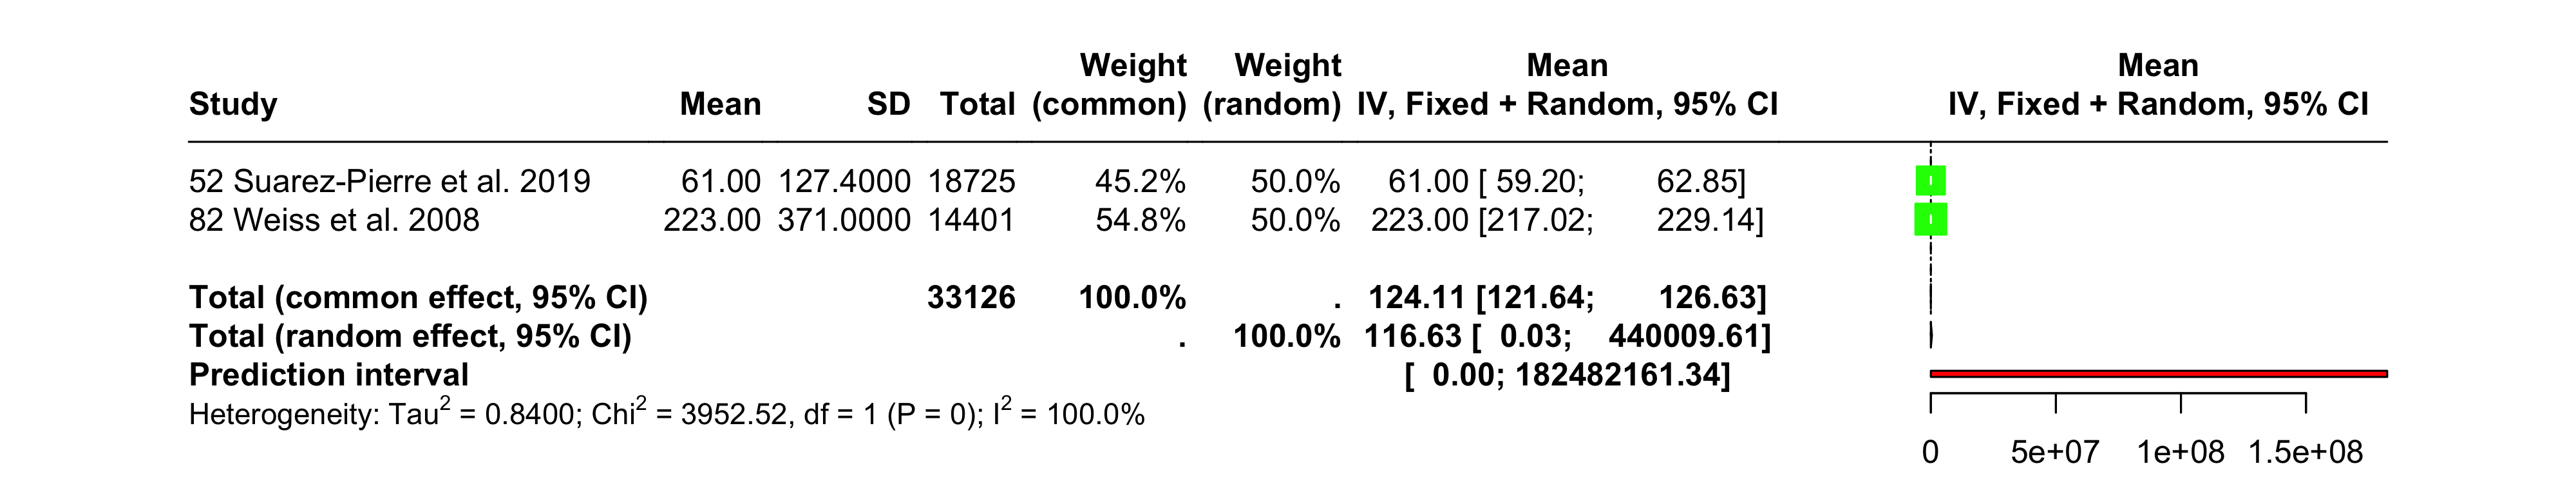 Weight Weight Mean Mean
Study Mean SD Total (common) (random) IV, Fixed + Random, 95% CI IV, Fixed + Random, 95% CI
52 Suarez-Pierre et al. 2019 61.00 127.4000 18725 45.2% 50.0% 61.00 [ 59.20; 62.85]
82 Weiss et al. 2008 223.00 371.0000 14401 54.8% 50.0% 223.00 [217.02; 229.14]
Total (common effect, 95% CI) 33126 100.0% . 124.11 [121.64; 126.63]
Total (random effect, 95% CI) . 100.0% 116.63 [ 0.03; 440009.61]
Prediction interval [ 0.00; 182482161.34]
Heterogeneity: Tau² = 0.8400; Chi² = 3952.52, df = 1 (P = 0); I² = 100.0%
0 5e+07 1e+08 1.5e+08